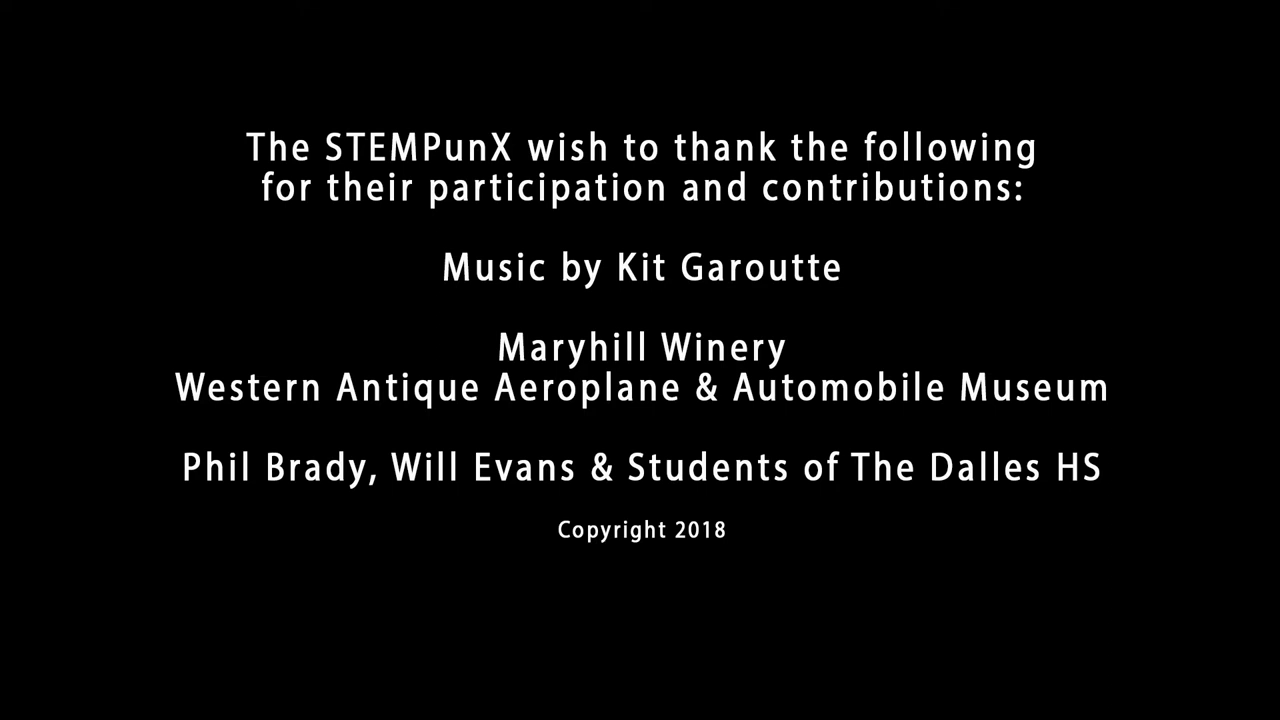 The STEMPunX wish to thank the following
for their participation and contributions:
Music by Kit Garoutte
Maryhill Winery
Western Antique Aeroplane & Automobile Museum
Phil Brady, Will Evans & Students of The Dalles HS
Copyright 2018